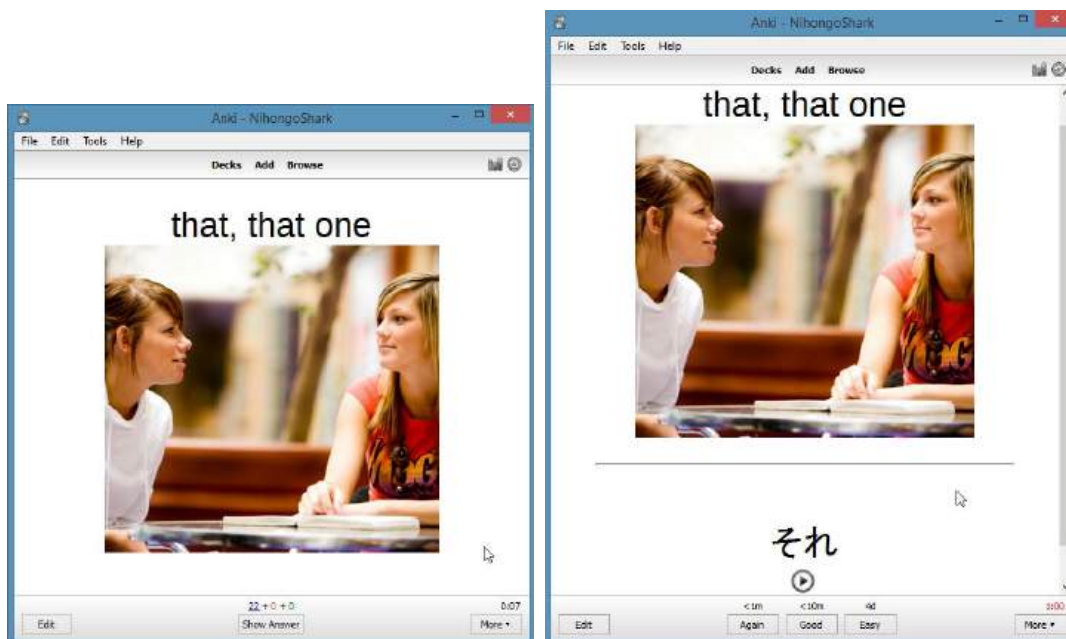 Anki - NihongoShark
File Edit Tools Help
Decks Add Browse
that, that one
22 + 0 + 0
0:07
Edit
Show Answer
More
Anki - NihongoShark
File Edit Tools Help
Decks Add Browse
that, that one
それ
<1m <10m 4d
1:00
Edit
Again
Good
Easy
More